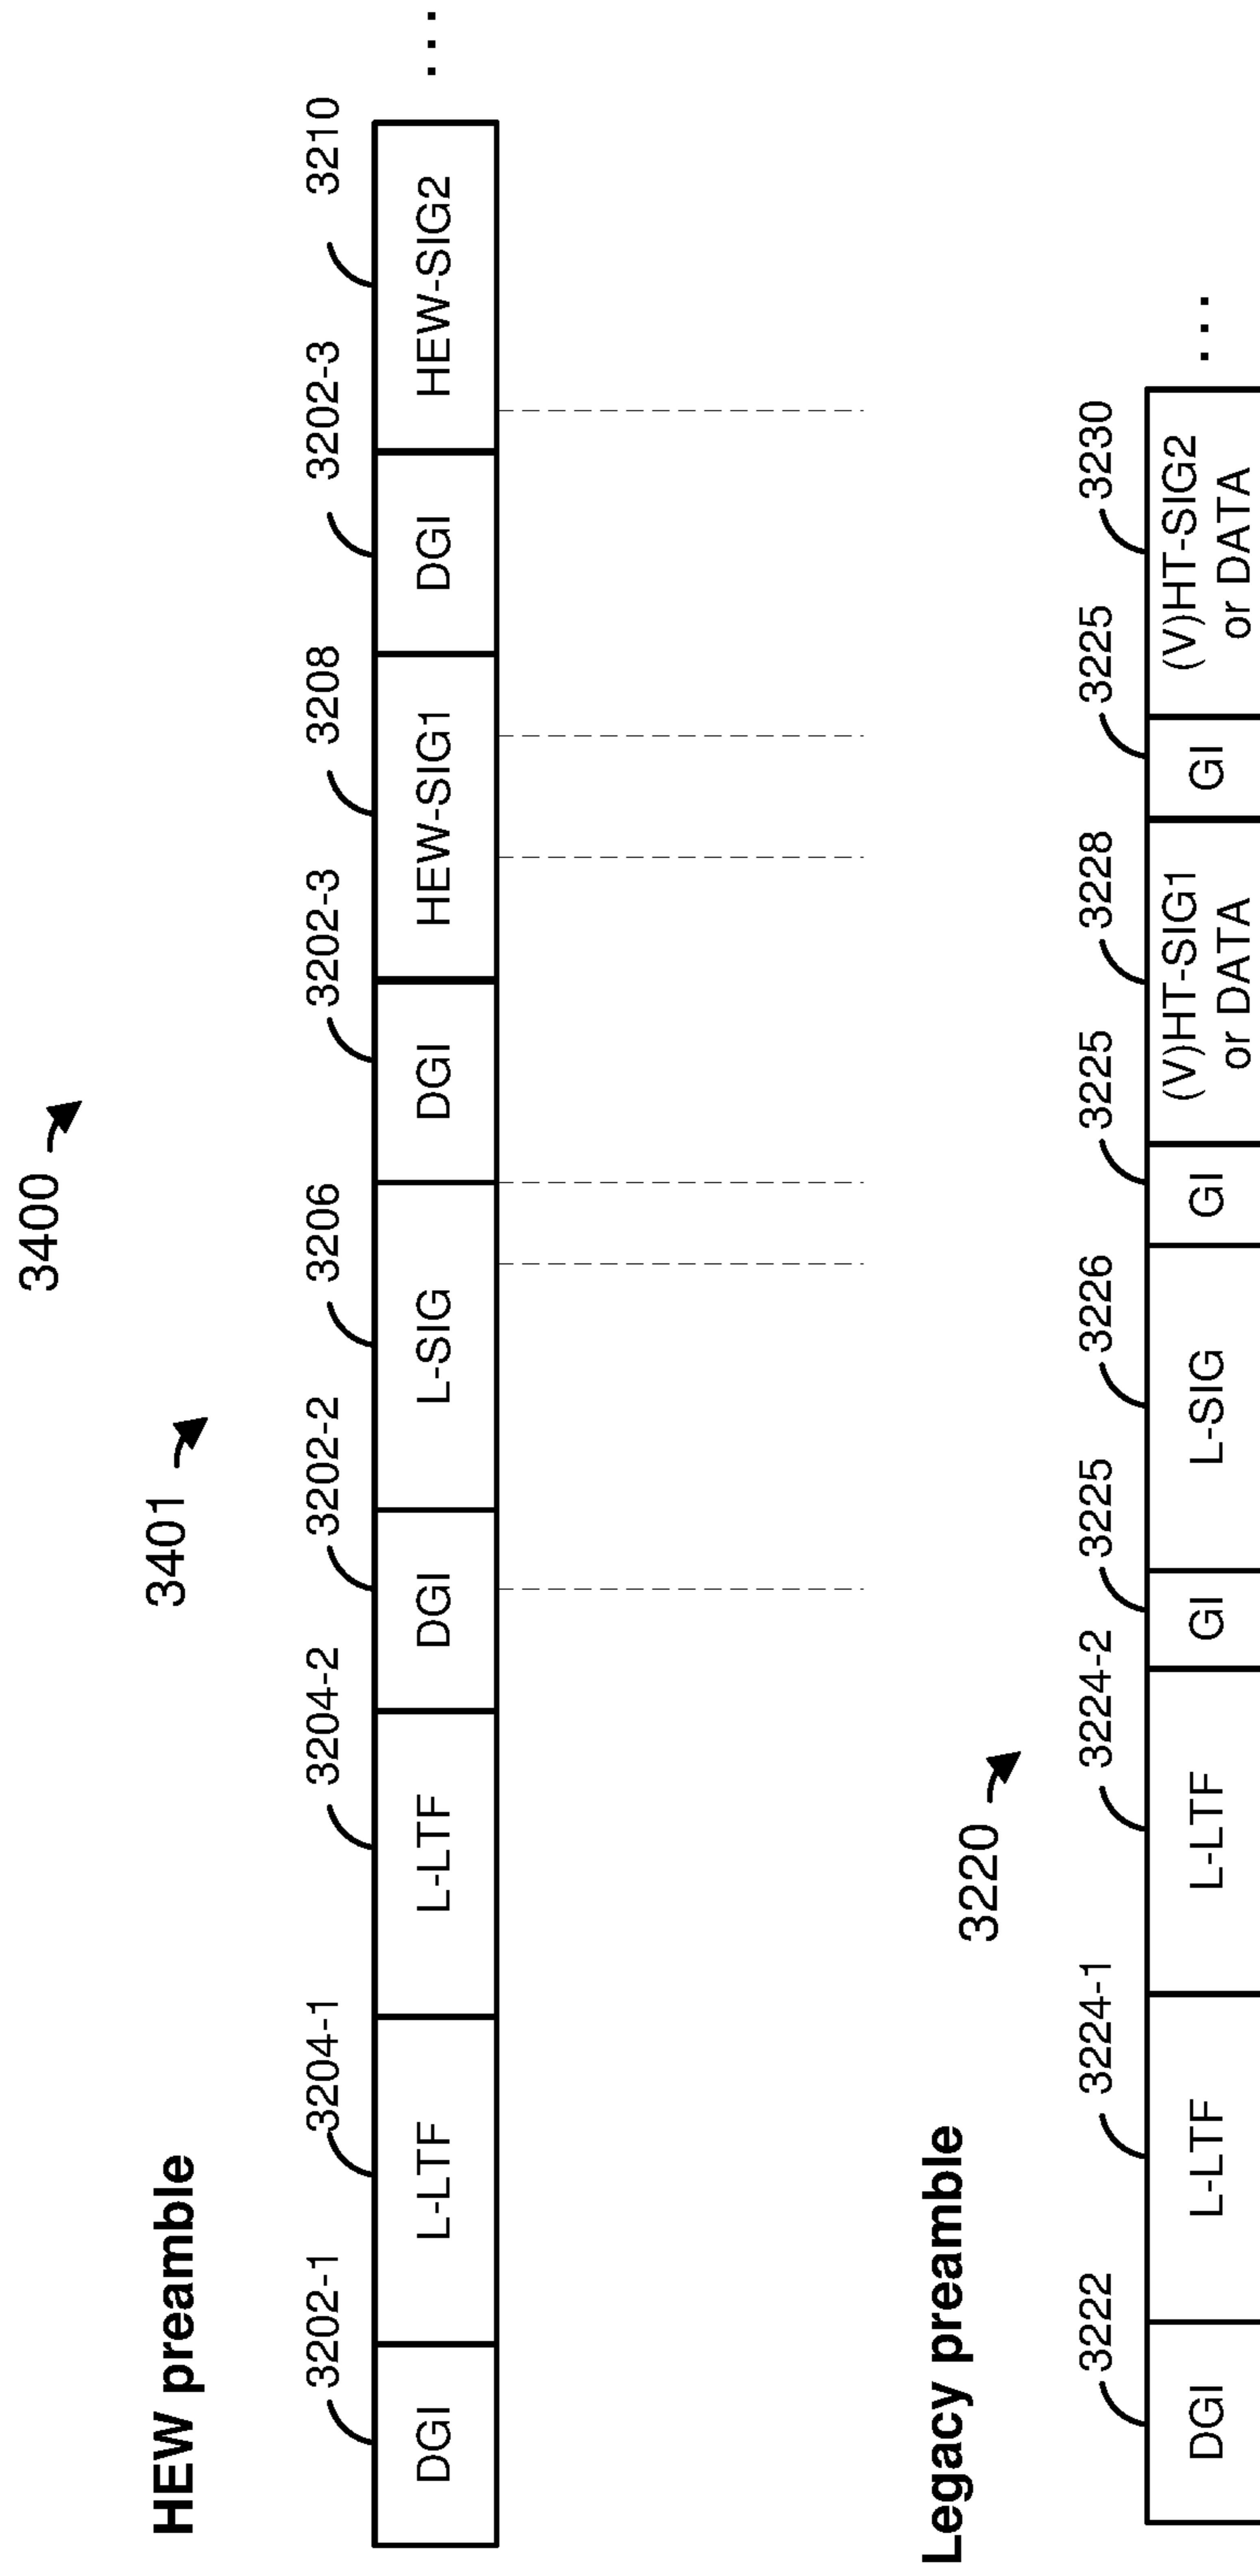 3400
HEW preamble
3401
3202-1
3204-1
3204-2
3202-2
3206
3202-3
3208
3202-3
3210
DGI
L-LTF
L-LTF
DGI
L-SIG
DGI
HEW-SIG1
DGI
HEW-SIG2
...
Legacy preamble
3220
3222
3224-1
3224-2
3225
3226
3225
3228
3225
3230
DGI
L-LTF
L-LTF
GI
L-SIG
GI
(V)HT-SIG1
or DATA
GI
(V)HT-SIG2
or DATA
...